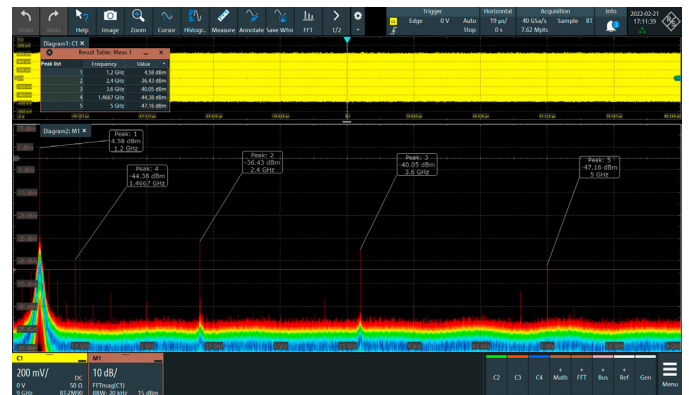 Undo Redo Help Image Zoom Cursor Histogr.. Measure Annotate Save Wfm FFT 1/2
Trigger Horizontal Acquisition Info 2022-02-21
Edge 0 V Auto 19 µs/ 40 GSa/s Sample RT 17:11:39
Stop 0 s 7.62 Mpts
Diagram1: C1 ×
Result Table: Meas 1 _ ×
Peak list Frequency Value
1 1.2 GHz 4.58 dBm
2 2.4 GHz -36.43 dBm
3 3.6 GHz -40.05 dBm
4 1.4667 GHz -44.38 dBm
5 5 GHz -47.16 dBm
Diagram2: M1 ×
Peak: 1
4.58 dBm
1.2 GHz
Peak: 4
-44.38 dBm
1.4667 GHz
Peak: 2
-36.43 dBm
2.4 GHz
Peak: 3
-40.05 dBm
3.6 GHz
Peak: 5
-47.16 dBm
5 GHz
C1
200 mV/ DC
0 V 50 Ω
9 GHz RT-ZM90
M1
10 dB/
FFTmag(C1)
RBW: 20 kHz 15 dBm
C2 C3 C4 + Math + FFT + Bus + Ref Gen Menu